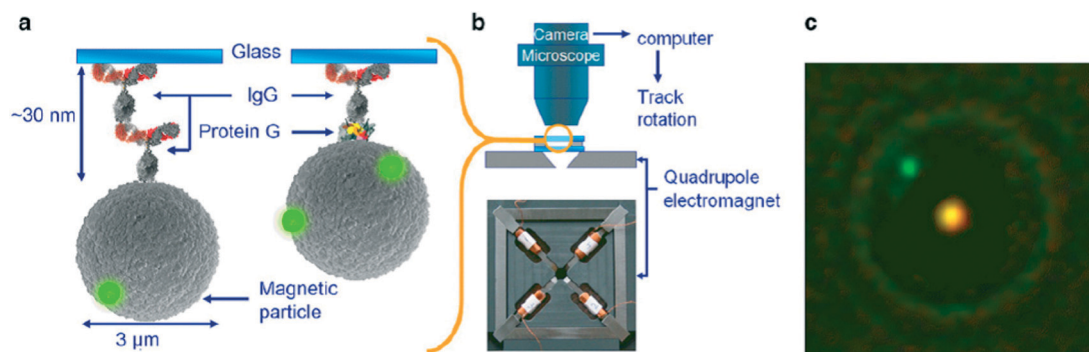 a
Glass
~30 nm
IgG
Protein G
Magnetic
particle
3 µm
b
Camera
Microscope
computer
Track
rotation
Quadrupole
electromagnet
c